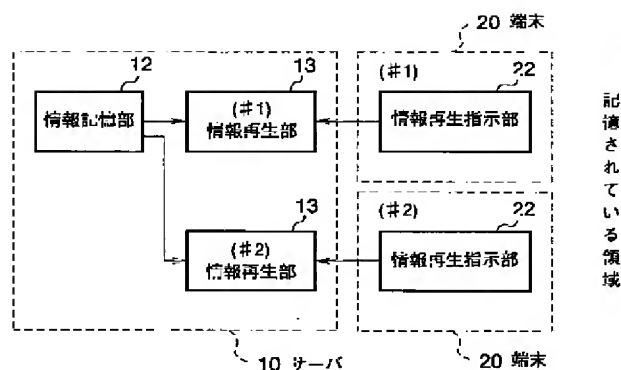 20 端末
12
13
(#1)
22
情報記憶部
(#1)
情報再生部
情報再生指示部
13
(#2)
22
(#2)
情報再生部
情報再生指示部
10 サーバ
20 端末
記憶されている領域